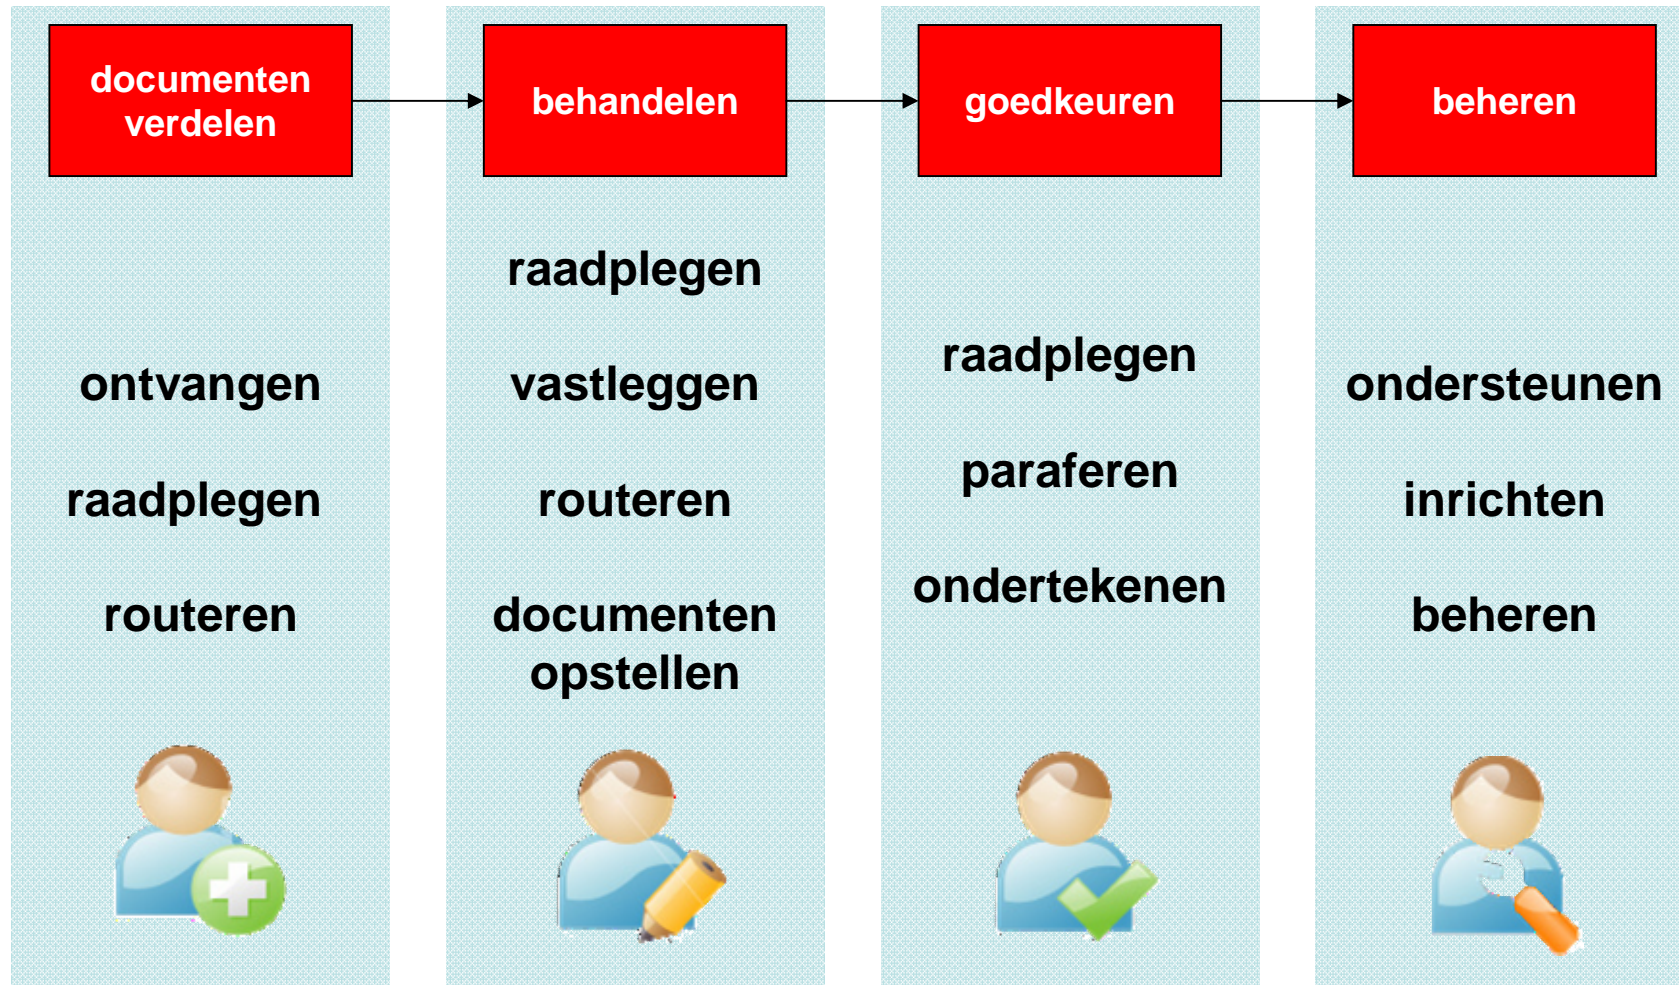 documenten
verdelen
behandelen
goedkeuren
beheren
ontvangen
raadplegen
routeren
raadplegen
vastleggen
routeren
documenten
opstellen
raadplegen
paraferen
ondertekenen
ondersteunen
inrichten
beheren